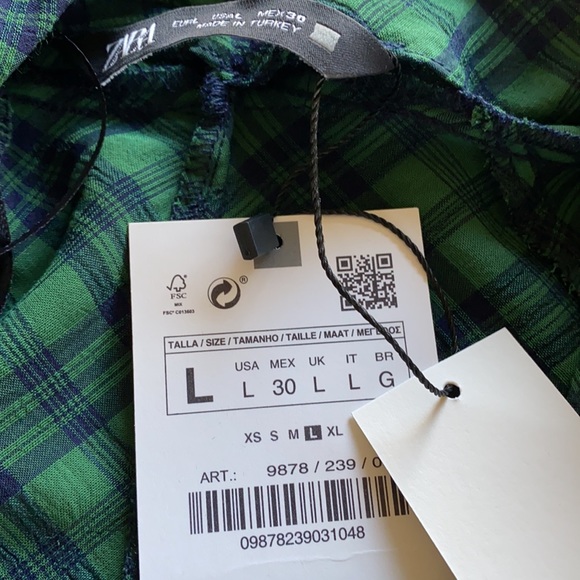 ZARA
EUR L USA L MEX 30
MADE IN TURKEY
FSC
MIX
FSC® C013683
®
TALLA / SIZE / TAMANHO / TAILLE / MAAT / ΜΕΓΕΘΟΣ
L
USA MEX UK IT BR
L 30 L L G
XS S M L XL
ART.: 9878 / 239 / 0
09878239031048